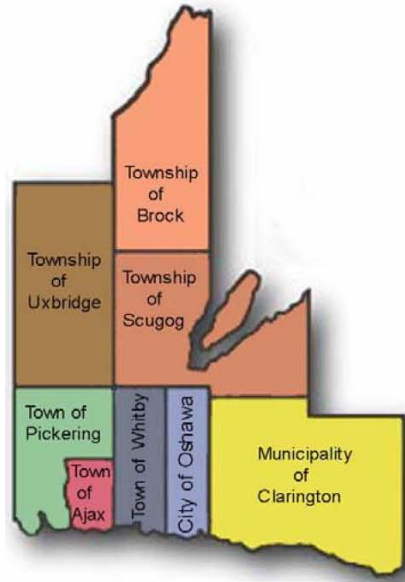 Township
of
Brock
Township
of
Uxbridge
Township
of
Scugog
Town of
Pickering
Town
of
Ajax
Town of Whitby
City of Oshawa
Municipality
of
Clarington